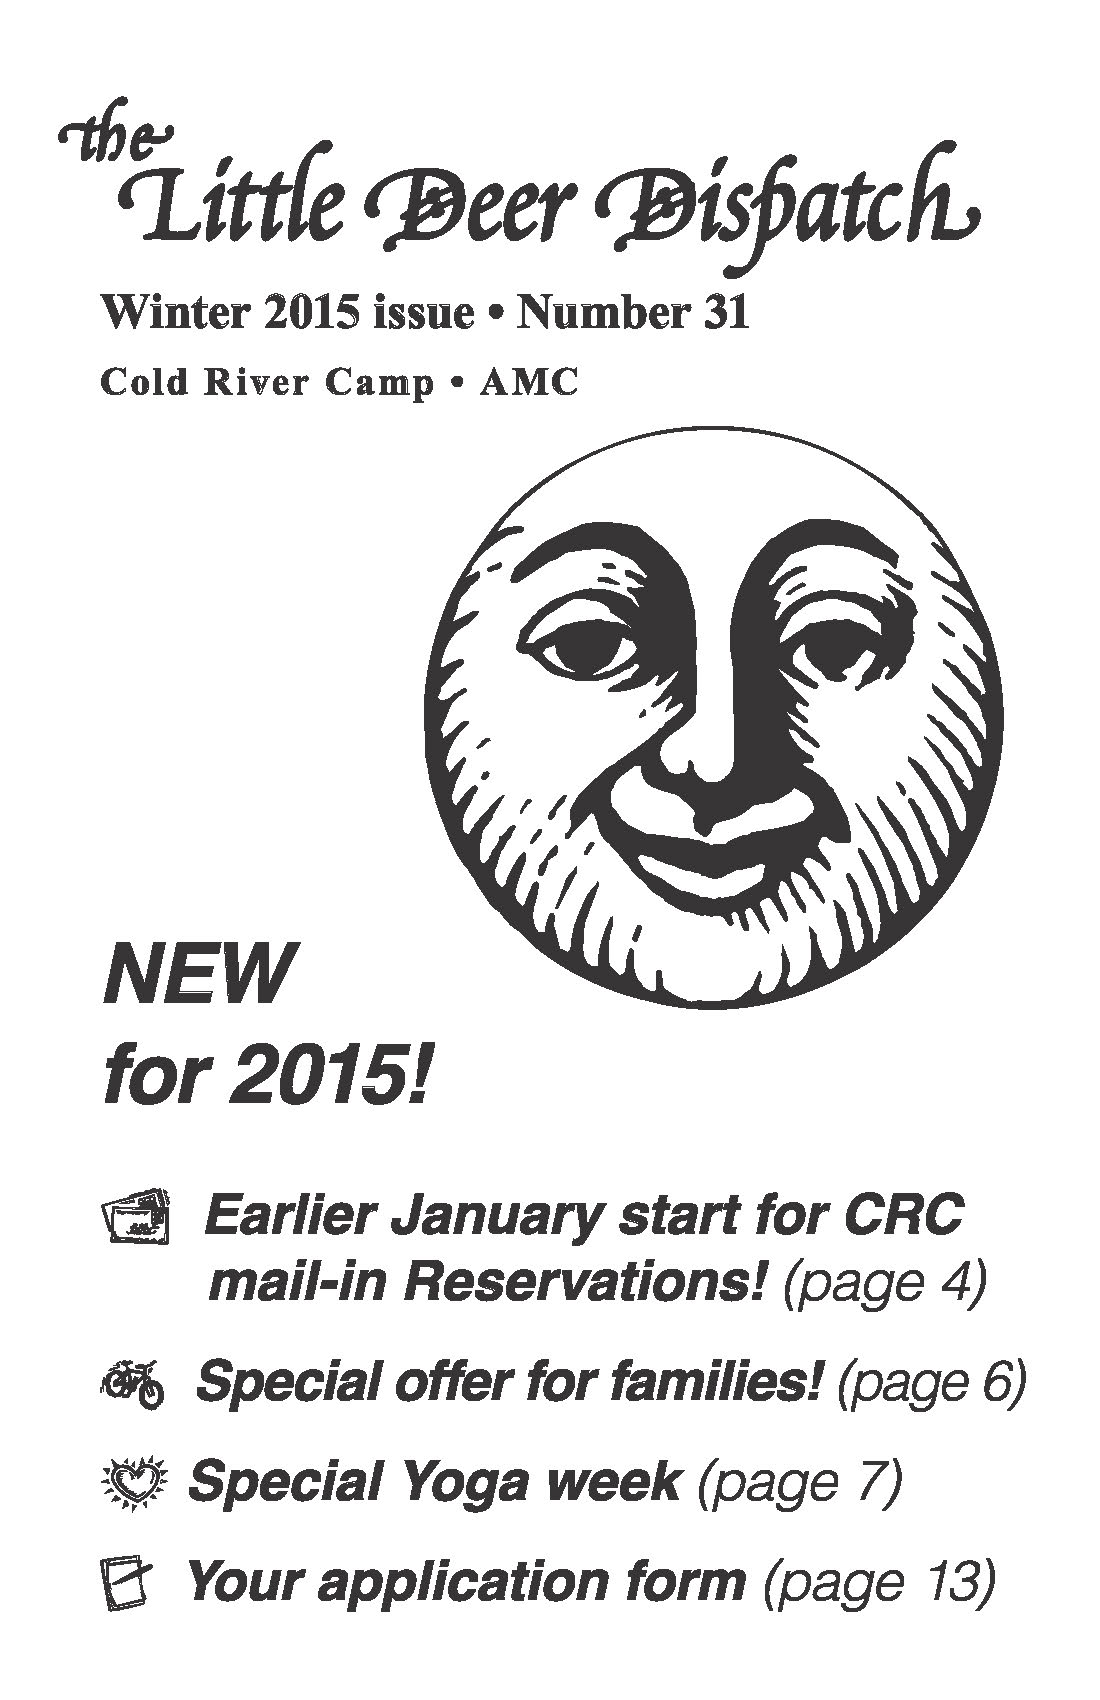 the
Little Deer Dispatch
Winter 2015 issue • Number 31
Cold River Camp • AMC
NEW
for 2015!
Earlier January start for CRC
mail-in Reservations! (page 4)
Special offer for families! (page 6)
Special Yoga week (page 7)
Your application form (page 13)